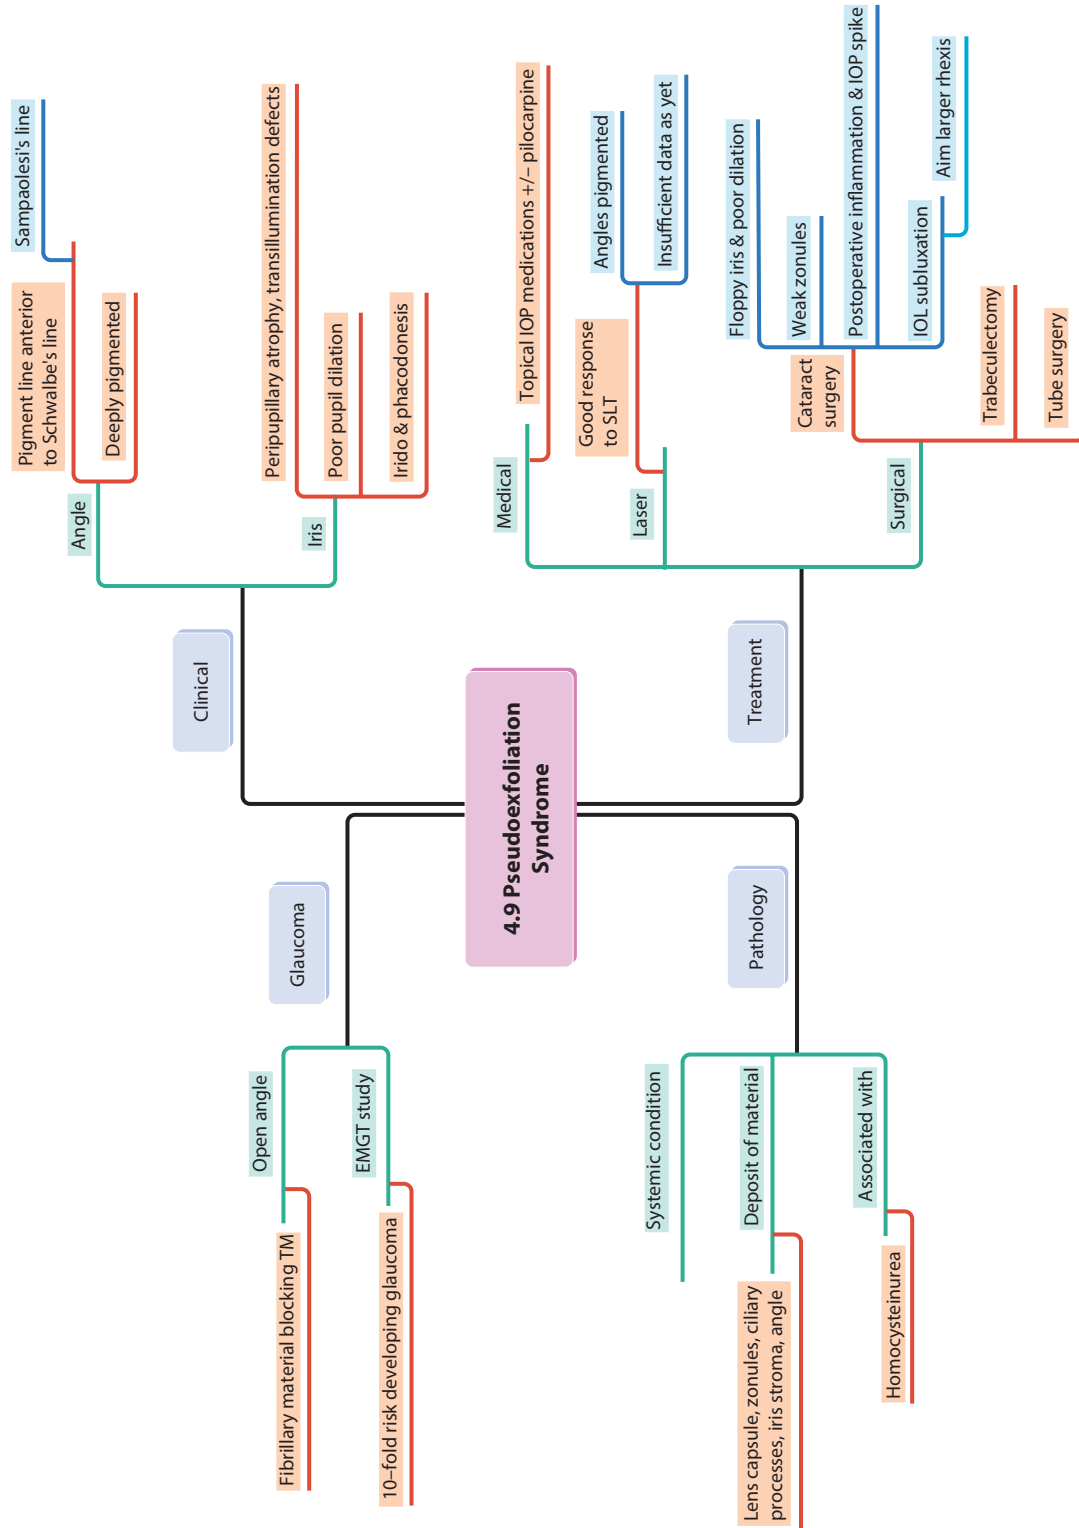 4.9 Pseudoexfoliation
Syndrome
Glaucoma
Open angle
Fibrillary material blocking TM
EMGT study
10–fold risk developing glaucoma
Pathology
Systemic condition
Deposit of material
Lens capsule, zonules, ciliary
processes, iris stroma, angle
Associated with
Homocysteinurea
Clinical
Angle
Pigment line anterior
to Schwalbe's line
Sampaolesi's line
Deeply pigmented
Iris
Peripupillary atrophy, transillumination defects
Poor pupil dilation
Irido & phacodonesis
Treatment
Medical
Topical IOP medications +/– pilocarpine
Laser
Good response
to SLT
Angles pigmented
Insufficient data as yet
Surgical
Cataract
surgery
Floppy iris & poor dilation
Weak zonules
Postoperative inflammation & IOP spike
IOL subluxation
Aim larger rhexis
Trabeculectomy
Tube surgery